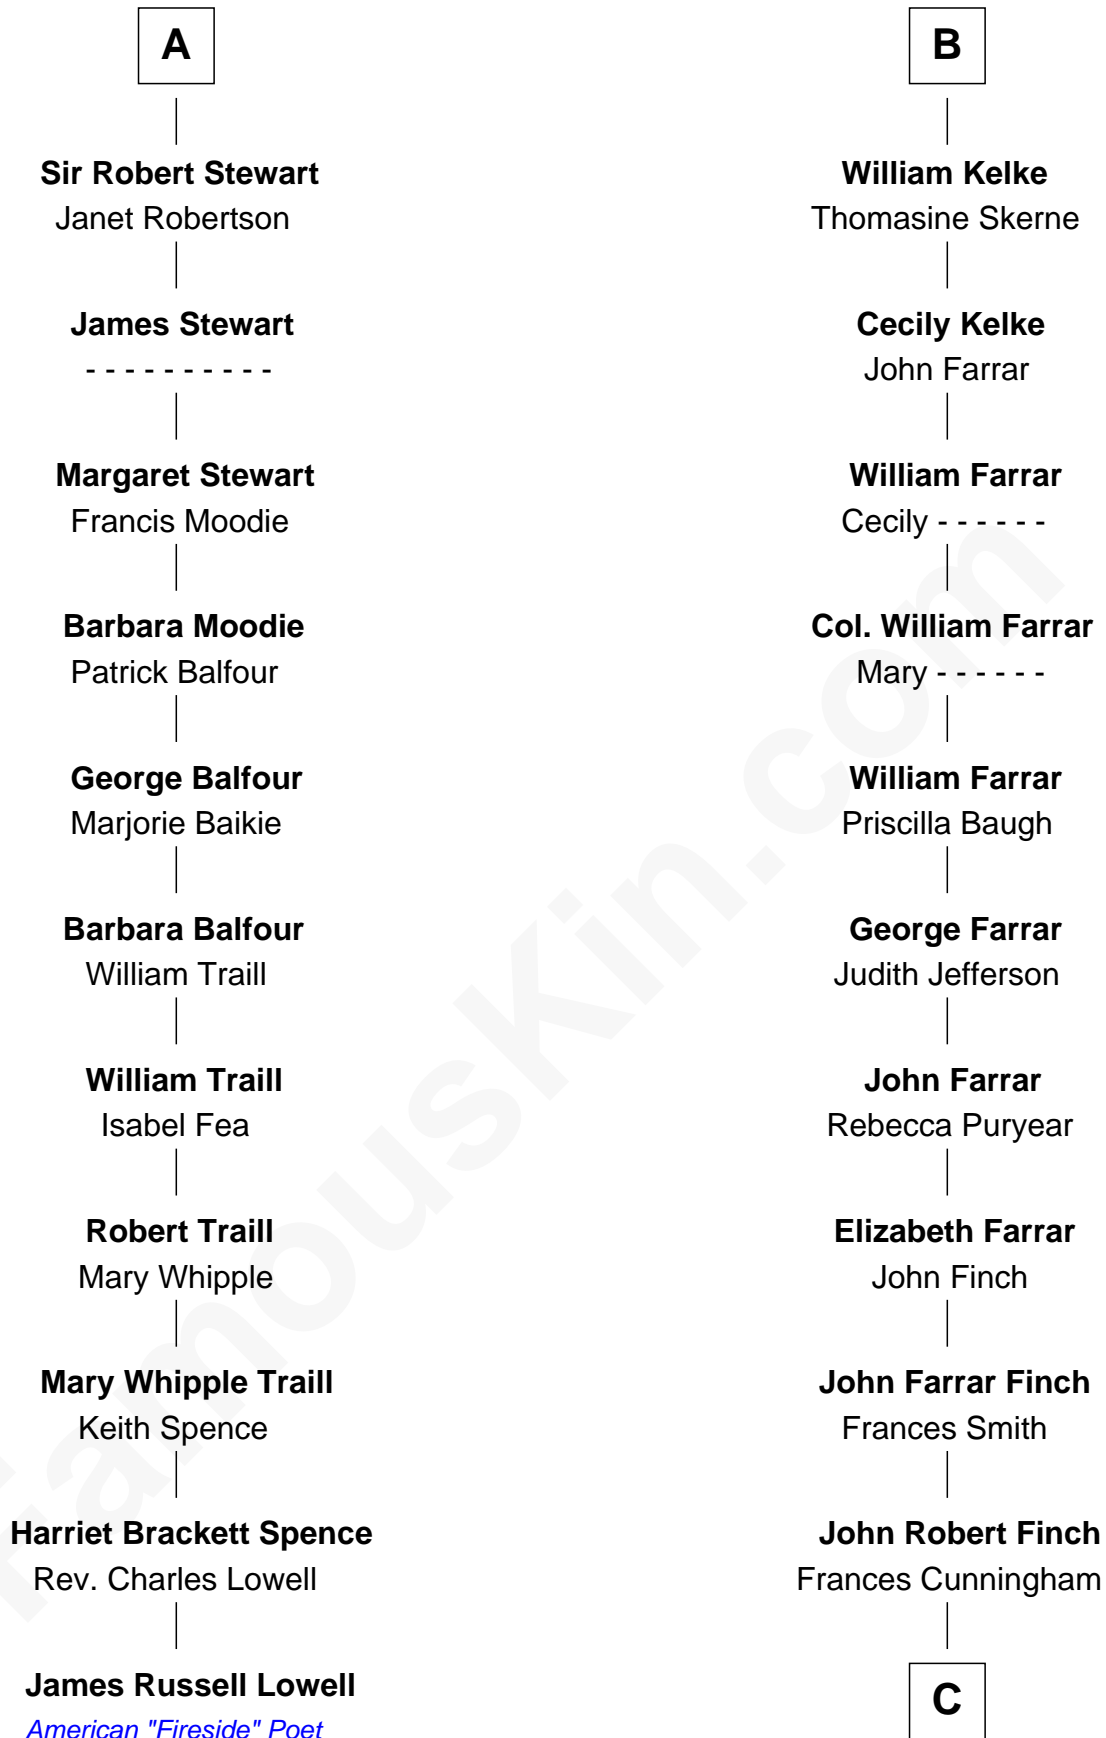 A
Sir Robert Stewart
Janet Robertson
James Stewart
- - - - - - - - - -
Margaret Stewart
Francis Moodie
Barbara Moodie
Patrick Balfour
George Balfour
Marjorie Baikie
Barbara Balfour
William Traill
William Traill
Isabel Fea
Robert Traill
Mary Whipple
Mary Whipple Traill
Keith Spence
Harriet Brackett Spence
Rev. Charles Lowell
James Russell Lowell
American "Fireside" Poet
B
William Kelke
Thomasine Skerne
Cecily Kelke
John Farrar
William Farrar
Cecily - - - - - -
Col. William Farrar
Mary - - - - - -
William Farrar
Priscilla Baugh
George Farrar
Judith Jefferson
John Farrar
Rebecca Puryear
Elizabeth Farrar
John Finch
John Farrar Finch
Frances Smith
John Robert Finch
Frances Cunningham
C
FamousKin.com